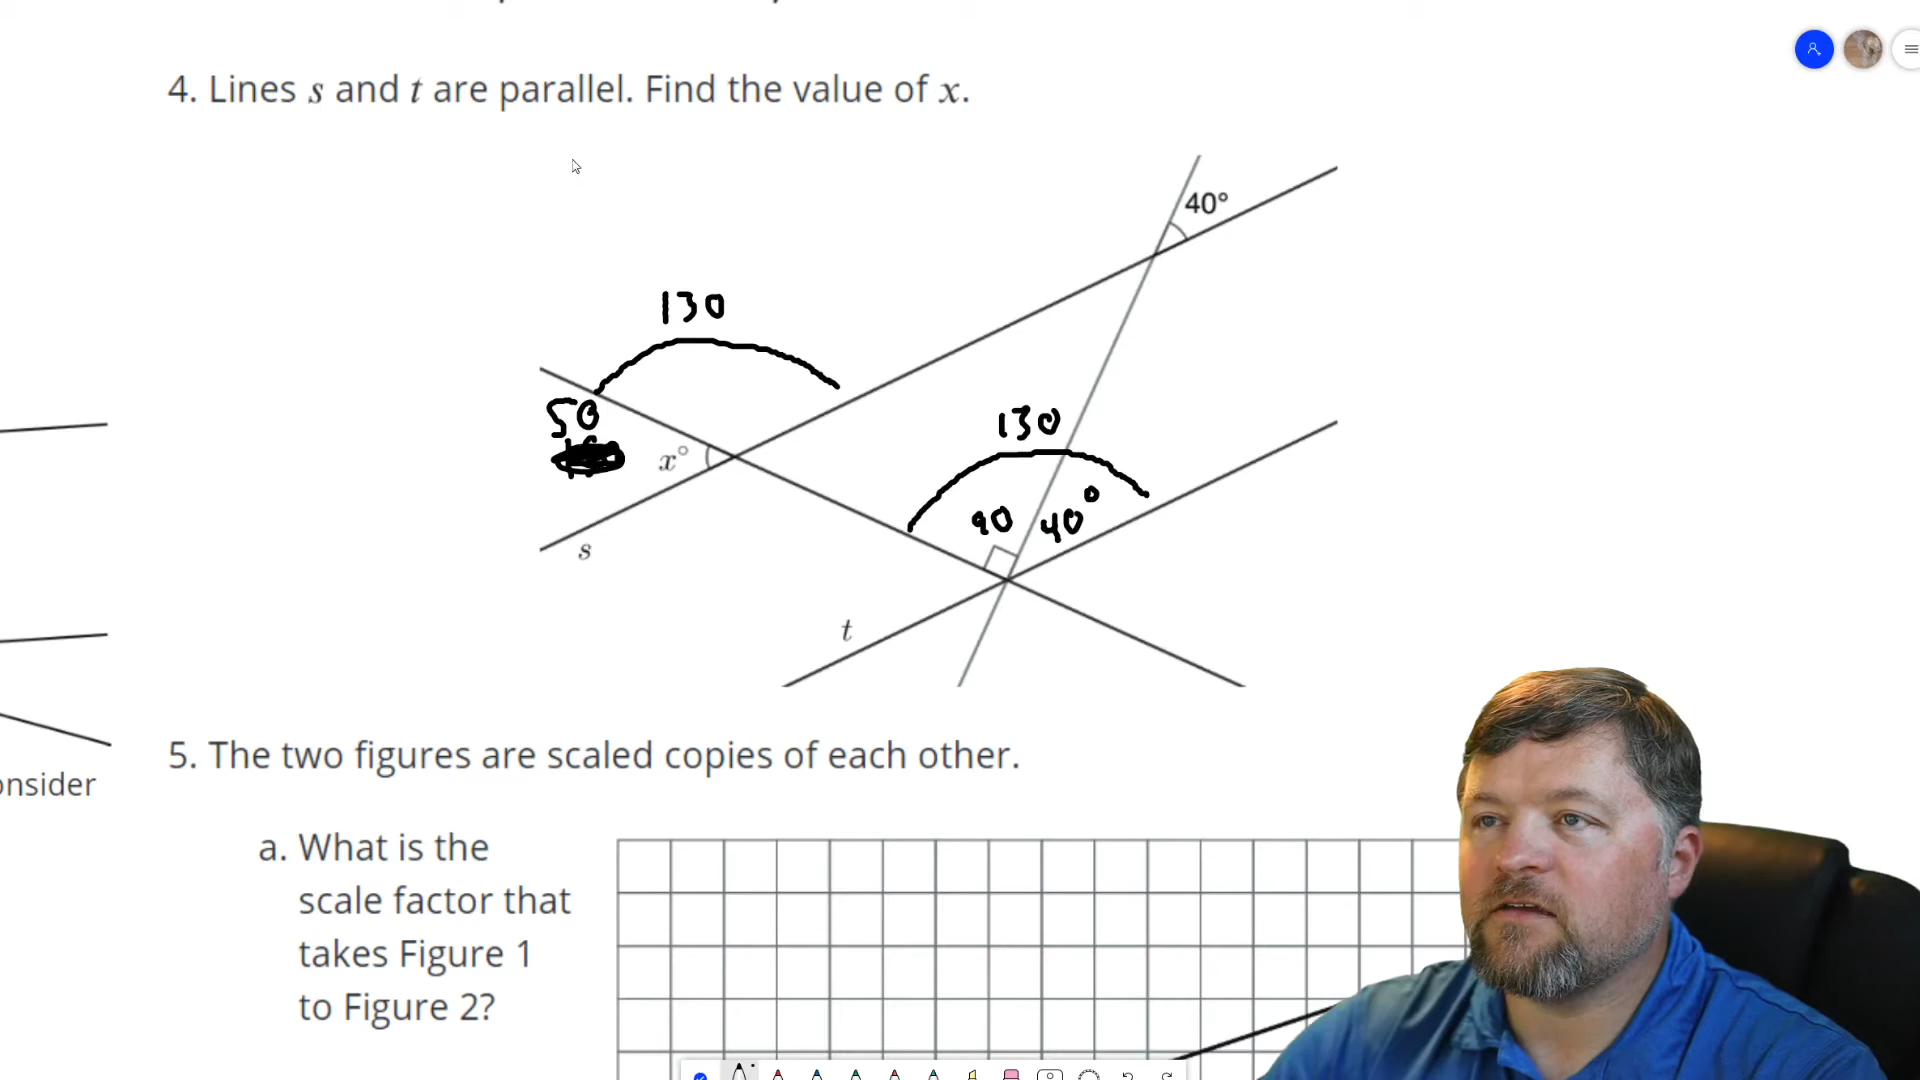 4. Lines s and t are parallel. Find the value of x.
40°
130
50
x°
130
90 40°
s
t
5. The two figures are scaled copies of each other.
onsider
a. What is the
scale factor that
takes Figure 1
to Figure 2?